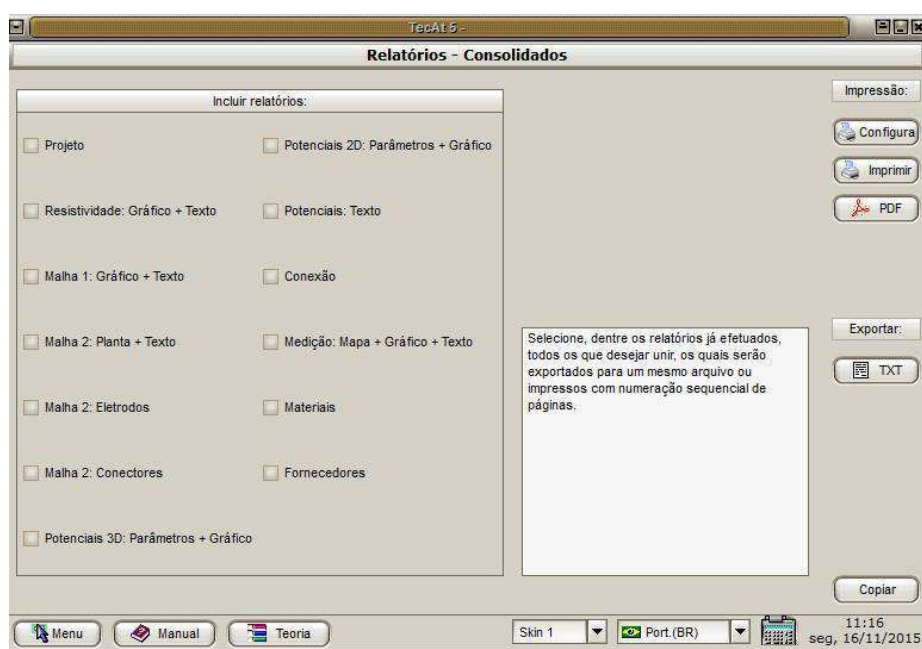 TecAt 5 -
Relatórios - Consolidados
Incluir relatórios:
Projeto
Resistividade: Gráfico + Texto
Malha 1: Gráfico + Texto
Malha 2: Planta + Texto
Malha 2: Eletrodos
Malha 2: Conectores
Potenciais 3D: Parâmetros + Gráfico
Potenciais 2D: Parâmetros + Gráfico
Potenciais: Texto
Conexão
Medição: Mapa + Gráfico + Texto
Materiais
Fornecedores
Selecione, dentre os relatórios já efetuados,
todos os que desejar unir, os quais serão
exportados para um mesmo arquivo ou
impressos com numeração sequencial de
páginas.
Impressão:
Configura
Imprimir
PDF
Exportar:
TXT
Copiar
Menu
Manual
Teoria
Skin 1
Port.(BR)
11:16
seg, 16/11/2015